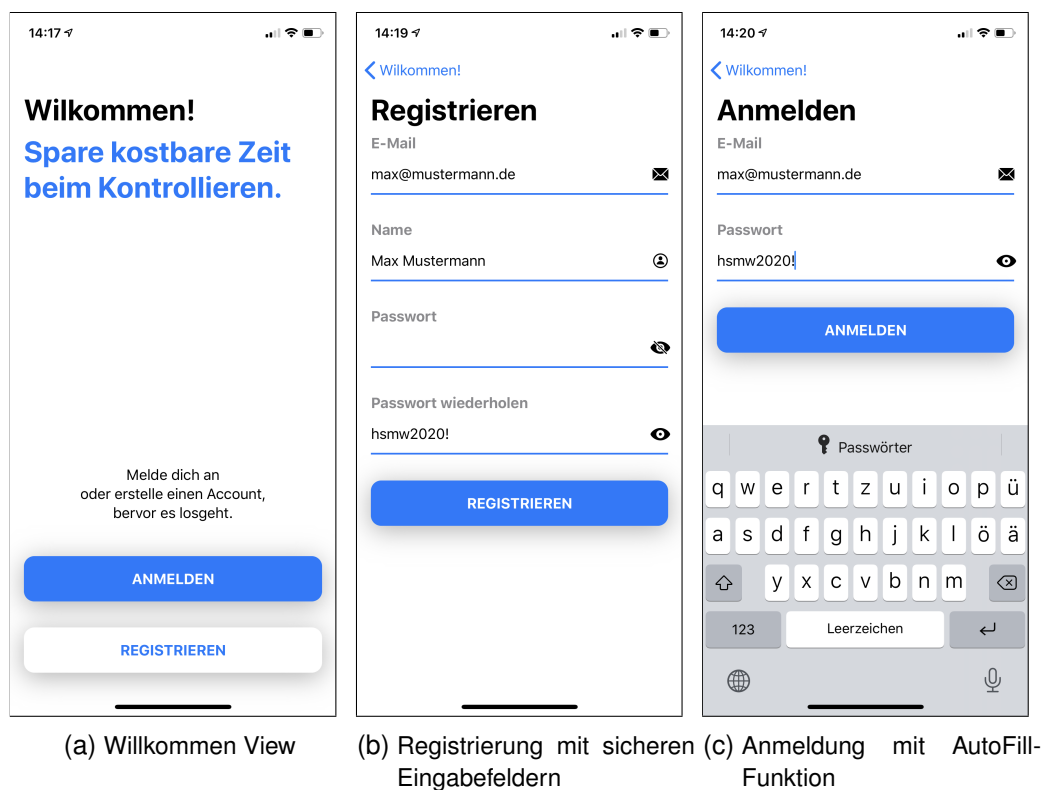 14:17
Wilkommen!
Spare kostbare Zeit
beim Kontrollieren.
Melde dich an
oder erstelle einen Account,
bervor es losgeht.
ANMELDEN
REGISTRIEREN
(a) Willkommen View
14:19
Wilkommen!
Registrieren
E-Mail
max@mustermann.de
Name
Max Mustermann
Passwort
Passwort wiederholen
hsmw2020!
REGISTRIEREN
(b) Registrierung mit sicheren
Eingabefeldern
14:20
Wilkommen!
Anmelden
E-Mail
max@mustermann.de
Passwort
hsmw2020!
ANMELDEN
Passwörter
q w e r t z u i o p ü
a s d f g h j k l ö ä
y x c v b n m
123 Leerzeichen
(c) Anmeldung mit AutoFill-
Funktion